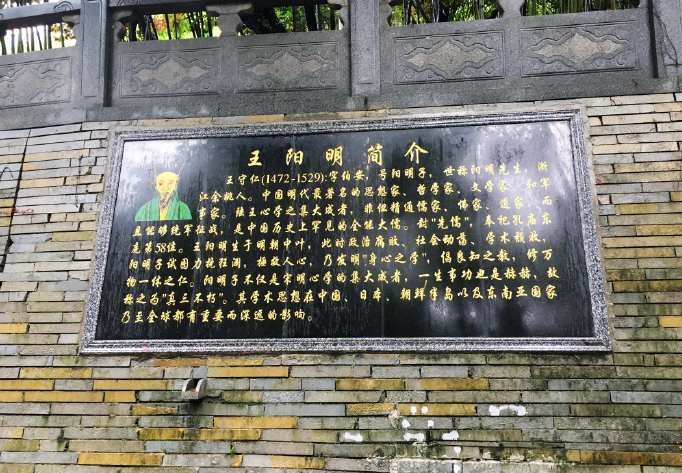 王阳明简介
王守仁(1472-1529):字伯安，号阳明子，世称阳明先生，浙
江余姚人。中国明代最著名的思想家、哲学家、文学家、和军
事家。陆王心学之集大成者，非但精通儒家、佛家、道家，而
且能够统军征战，是中国历史上罕见的全能大儒。封"先儒"，奉祀孔庙东
庑第58位。王阳明生于明朝中叶，此时政治腐败、社会动荡、学术颓败，
阳明子试图力挽狂澜，拯救人心，乃发明"身心之学"，倡良知之教，修万
物一体之仁。阳明子不仅是宋明心学的集大成者，一生事功也是赫赫，故
称之为"真三不朽"。其学术思想在中国、日本、朝鲜半岛以及东南亚国家
乃至全球都有重要而深远的影响。